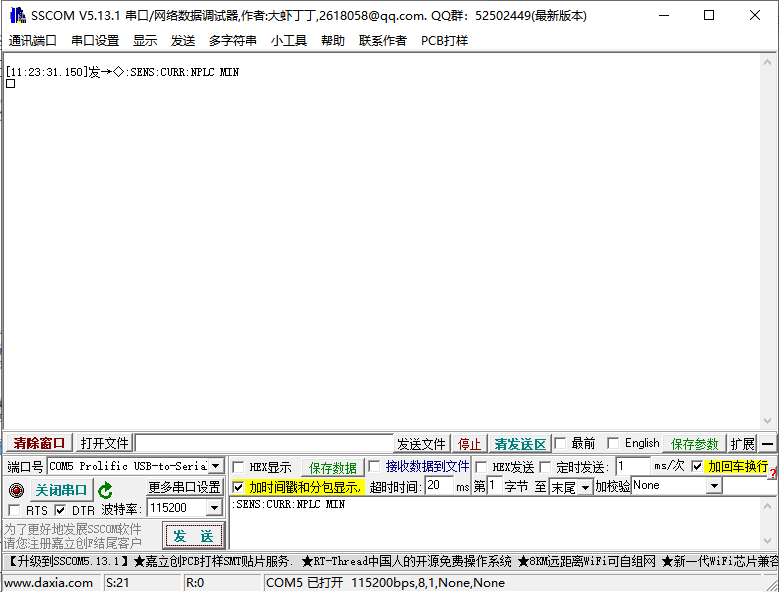 SSCOM V5.13.1 串口/网络数据调试器,作者:大虾丁丁,2618058@qq.com. QQ群：52502449(最新版本)
通讯端口 串口设置 显示 发送 多字符串 小工具 帮助 联系作者 PCB打样
[11:23:31.150]发→◇:SENS:CURR:NPLC MIN
□
清除窗口 打开文件 发送文件 停止 清发送区 最前 English 保存参数 扩展 —
端口号 COM5 Prolific USB-to-Seria HEX显示 保存数据 接收数据到文件 HEX发送 定时发送: 1 ms/次 加回车换行 ?
关闭串口 更多串口设置 加时间戳和分包显示, 超时时间: 20 ms 第 1 字节 至 末尾 加校验 None
RTS DTR 波特率: 115200 :SENS:CURR:NPLC MIN
为了更好地发展SSCOM软件
请您注册嘉立创F结尾客户 发 送
【升级到SSCOM5.13.1】★嘉立创PCB打样SMT贴片服务. ★RT-Thread中国人的开源免费操作系统 ★8KM远距离WiFi可自组网 ★新一代WiFi芯片兼容
www.daxia.com S:21 R:0 COM5 已打开 115200bps,8,1,None,None